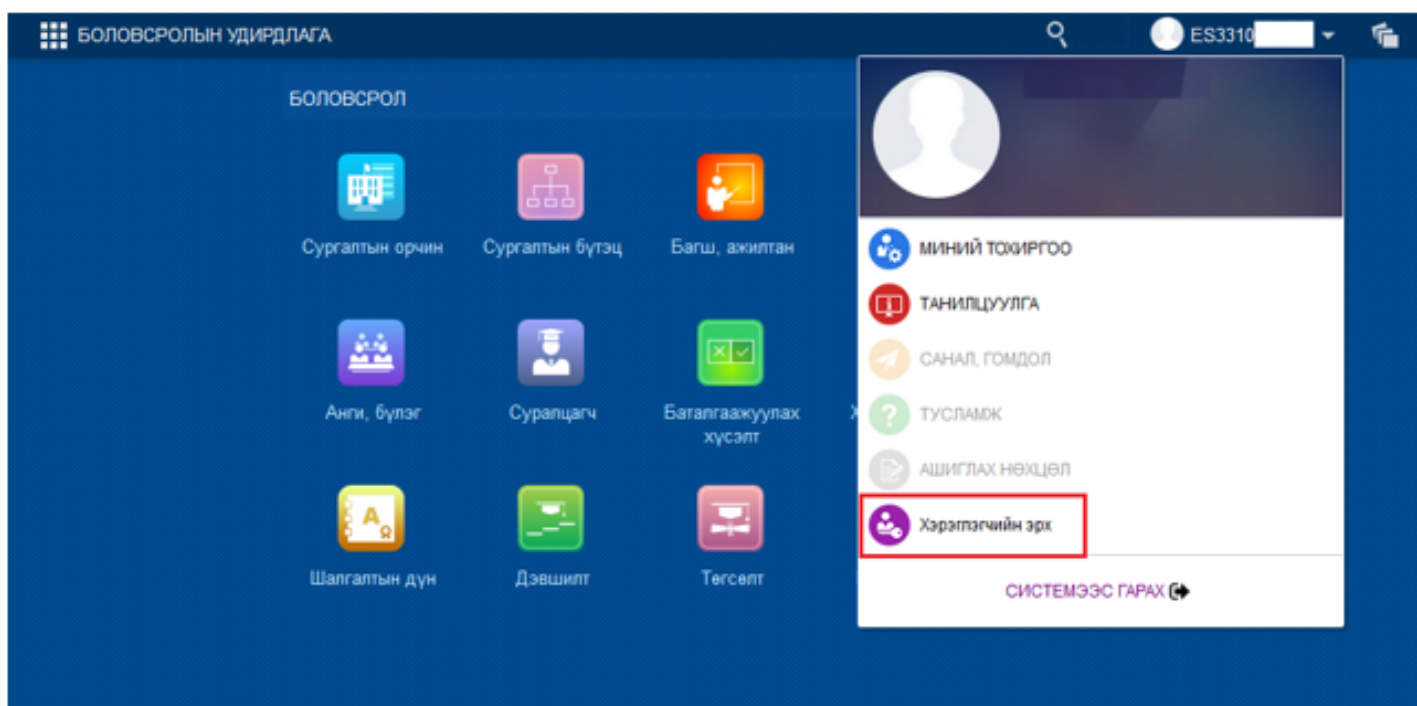 БОЛОВСРОЛЫН УДИРДЛАГА
ES3310
БОЛОВСРОЛ
Сургалтын орчин
Сургалтын бүтэц
Багш, ажилтан
Анги, бүлэг
Суралцагч
Баталгаажуулах
хүсэлт
Шалгалтын дүн
Дэвшилт
Төгсөлт
МИНИЙ ТОХИРГОО
ТАНИЛЦУУЛГА
САНАЛ, ГОМДОЛ
ТУСЛАМЖ
АШИГЛАХ НӨХЦӨЛ
Хэрэглэгчийн эрх
СИСТЕМЭЭС ГАРАХ